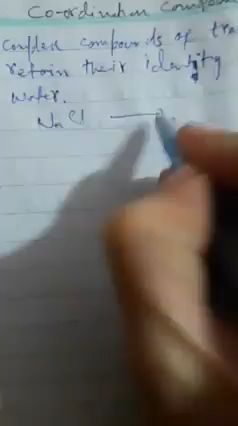 Co-ordination Compoun
Complex compounds of tra
retain their identity
water.
NaCl ⟶